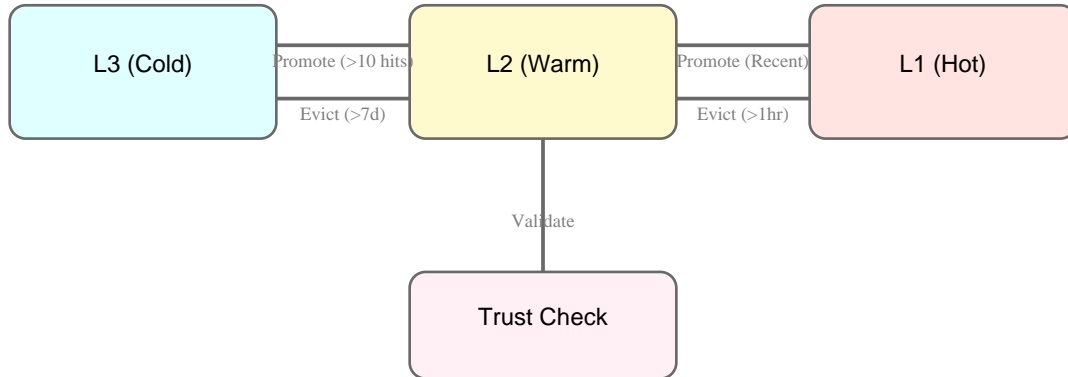 L3 (Cold)
Promote (>10 hits)
Evict (>7d)
L2 (Warm)
Promote (Recent)
Evict (>1hr)
L1 (Hot)
Validate
Trust Check